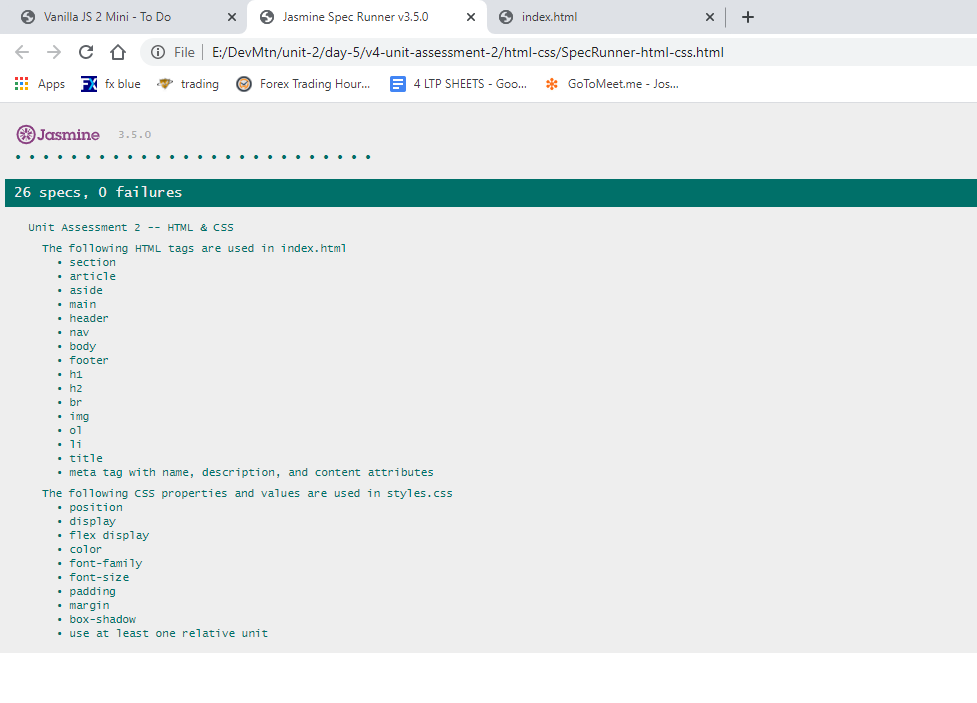 Vanilla JS 2 Mini - To Do
Jasmine Spec Runner v3.5.0
index.html
File
E:/DevMtn/unit-2/day-5/v4-unit-assessment-2/html-css/SpecRunner-html-css.html
Apps
FX
fx blue
trading
Forex Trading Hour...
4 LTP SHEETS - Goo...
GoToMeet.me - Jos...
Jasmine
3.5.0
26 specs, 0 failures
Unit Assessment 2 -- HTML & CSS
The following HTML tags are used in index.html
• section
• article
• aside
• main
• header
• nav
• body
• footer
• h1
• h2
• br
• img
• ol
• li
• title
• meta tag with name, description, and content attributes
The following CSS properties and values are used in styles.css
• position
• display
• flex display
• color
• font-family
• font-size
• padding
• margin
• box-shadow
• use at least one relative unit